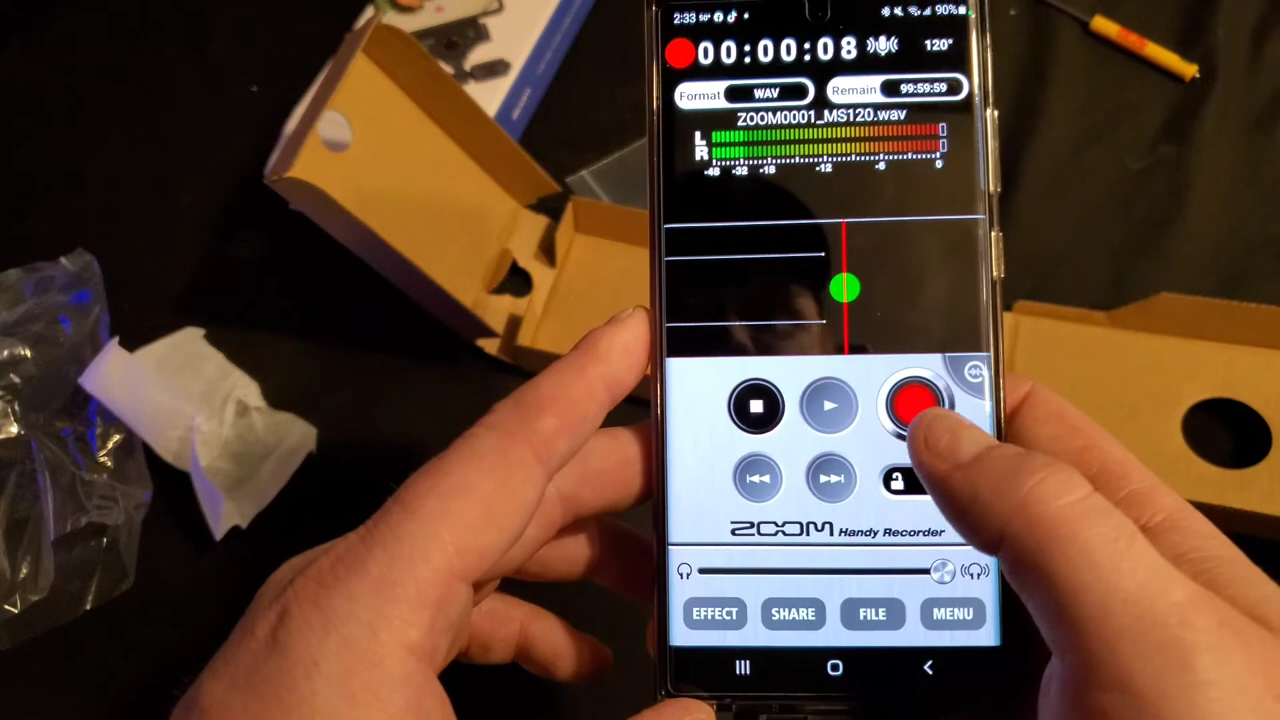 2:33 50° 90%
00:00:08 120°
Format WAV Remain 99:59:59
ZOOM0001_MS120.wav
L
R
-48 -32 -18 -12 -6 0
ZOOM Handy Recorder
EFFECT SHARE FILE MENU